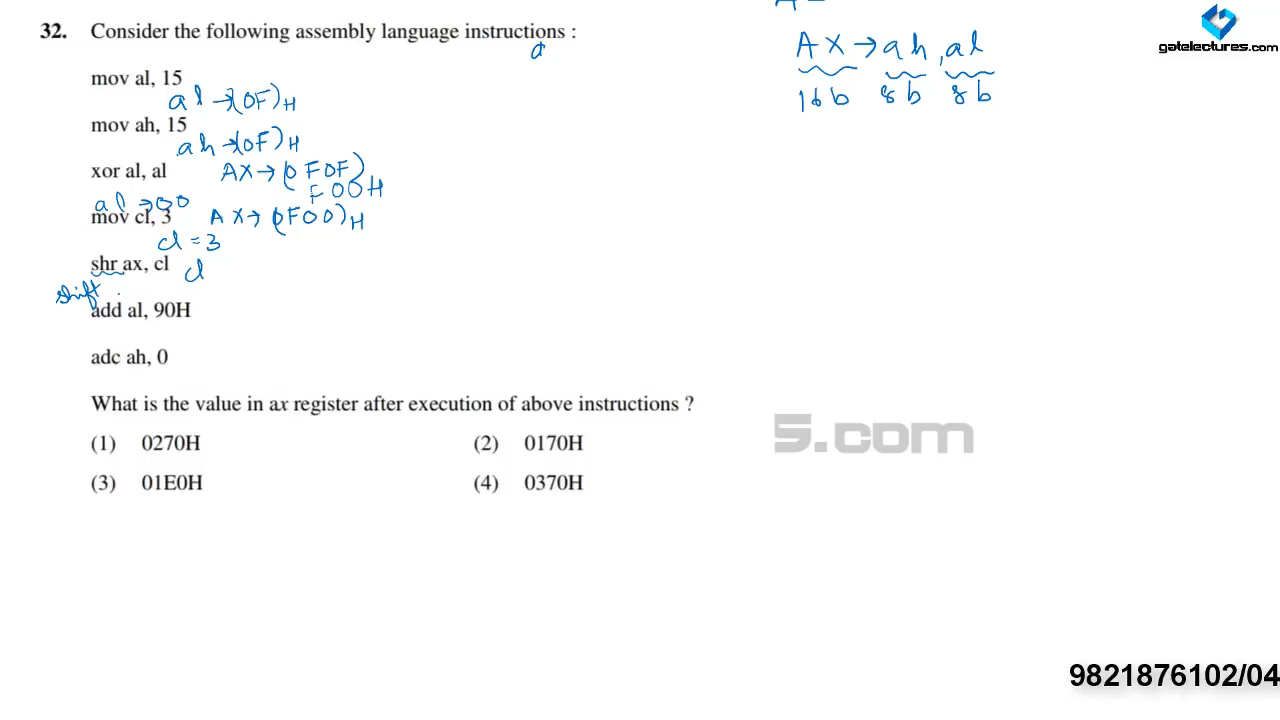 32. Consider the following assembly language instructions :
AX → ah, al
16b 8b 8b
gatelectures.com
mov al, 15
al → (0F)H
mov ah, 15
ah → (0F)H
xor al, al AX → (0F0F)
F00H
al → 00
mov cl, 3 AX → (0F00)H
cl = 3
shr ax, cl cl
shift
add al, 90H
adc ah, 0
What is the value in ax register after execution of above instructions ?
5.com
(1) 0270H (2) 0170H
(3) 01E0H (4) 0370H
9821876102/04